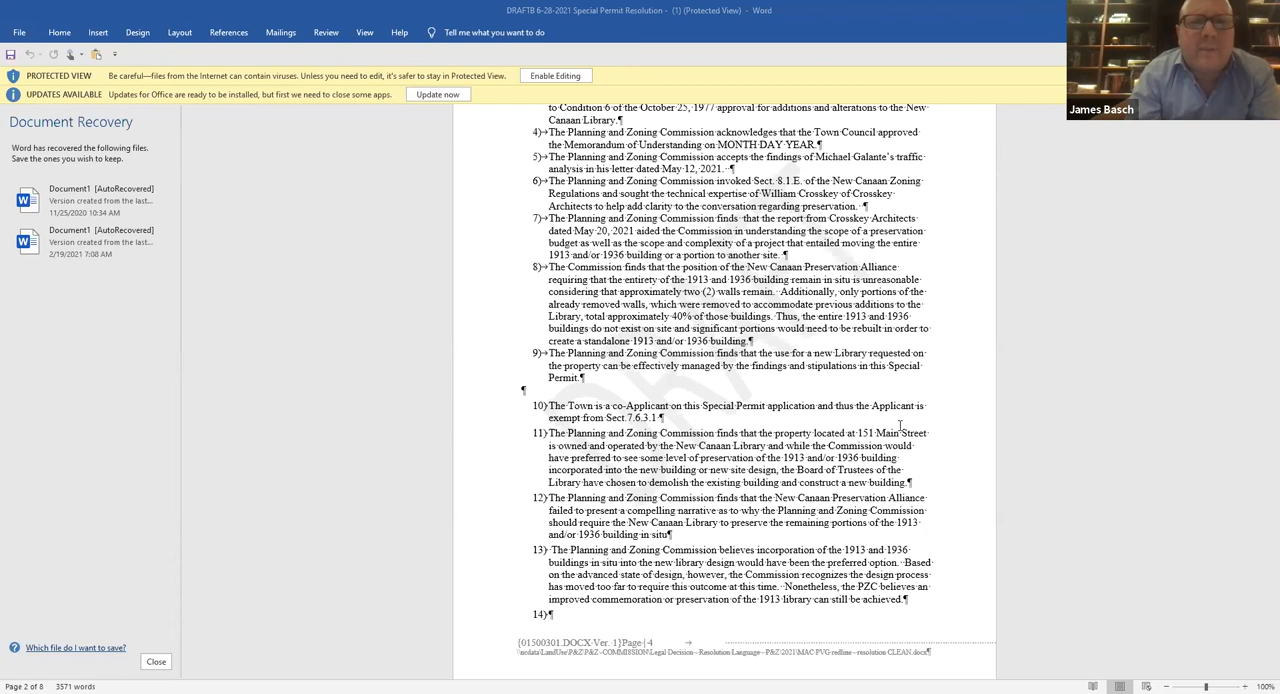 DRAFTB 6-28-2021 Special Permit Resolution - (1) (Protected View) - Word
File Home Insert Design Layout References Mailings Review View Help Tell me what you want to do
PROTECTED VIEW Be careful—files from the Internet can contain viruses. Unless you need to edit, it's safer to stay in Protected View. Enable Editing
UPDATES AVAILABLE Updates for Office are ready to be installed, but first we need to close some apps. Update now
James Basch
Document Recovery
Word has recovered the following files.
Save the ones you wish to keep.
Document1 [AutoRecovered]
Version created from the last...
11/25/2020 10:34 AM
Document1 [AutoRecovered]
Version created from the last...
2/19/2021 7:08 AM
Which file do I want to save?
Close
to Condition 6 of the October 25, 1977 approval for additions and alterations to the New
Canaan Library.¶
4) The Planning and Zoning Commission acknowledges that the Town Council approved
the Memorandum of Understanding on MONTH DAY YEAR.¶
5) The Planning and Zoning Commission accepts the findings of Michael Galante's traffic
analysis in his letter dated May 12, 2021. ¶
6) The Planning and Zoning Commission invoked Sect. 8.1.E. of the New Canaan Zoning
Regulations and sought the technical expertise of William Crosskey of Crosskey
Architects to help add clarity to the conversation regarding preservation. ¶
7) The Planning and Zoning Commission finds that the report from Crosskey Architects
dated May 20, 2021 aided the Commission in understanding the scope of a preservation
budget as well as the scope and complexity of a project that entailed moving the entire
1913 and/or 1936 building or a portion to another site. ¶
8) The Commission finds that the position of the New Canaan Preservation Alliance
requiring that the entirety of the 1913 and 1936 building remain in situ is unreasonable
considering that approximately two (2) walls remain. Additionally, only portions of the
already removed walls, which were removed to accommodate previous additions to the
Library, total approximately 40% of those buildings. Thus, the entire 1913 and 1936
buildings do not exist on site and significant portions would need to be rebuilt in order to
create a standalone 1913 and/or 1936 building.¶
9) The Planning and Zoning Commission finds that the use for a new Library requested on
the property can be effectively managed by the findings and stipulations in this Special
Permit.¶
¶
10) The Town is a co-Applicant on this Special Permit application and thus the Applicant is
exempt from Sect.7.6.3.1 ¶
11) The Planning and Zoning Commission finds that the property located at 151 Main Street
is owned and operated by the New Canaan Library and while the Commission would
have preferred to see some level of preservation of the 1913 and/or 1936 building
incorporated into the new building or new site design, the Board of Trustees of the
Library have chosen to demolish the existing building and construct a new building.¶
12) The Planning and Zoning Commission finds that the New Canaan Preservation Alliance
failed to present a compelling narrative as to why the Planning and Zoning Commission
should require the New Canaan Library to preserve the remaining portions of the 1913
and/or 1936 building in situ¶
13) The Planning and Zoning Commission believes incorporation of the 1913 and 1936
buildings in situ into the new library design would have been the preferred option. Based
on the advanced state of design, however, the Commission recognizes the design process
has moved too far to require this outcome at this time. Nonetheless, the PZC believes an
improved commemoration or preservation of the 1913 library can still be achieved.¶
14) ¶
{01500301.DOCX Ver. 1}Page | 4
\\ncdata\LandUse\P&Z\P&Z COMMISSION\Legal Decision - Resolution Language - P&Z\2021\MAC PVG redline resolution CLEAN.docx¶
DRAFT
Page 2 of 8 3571 words 100%